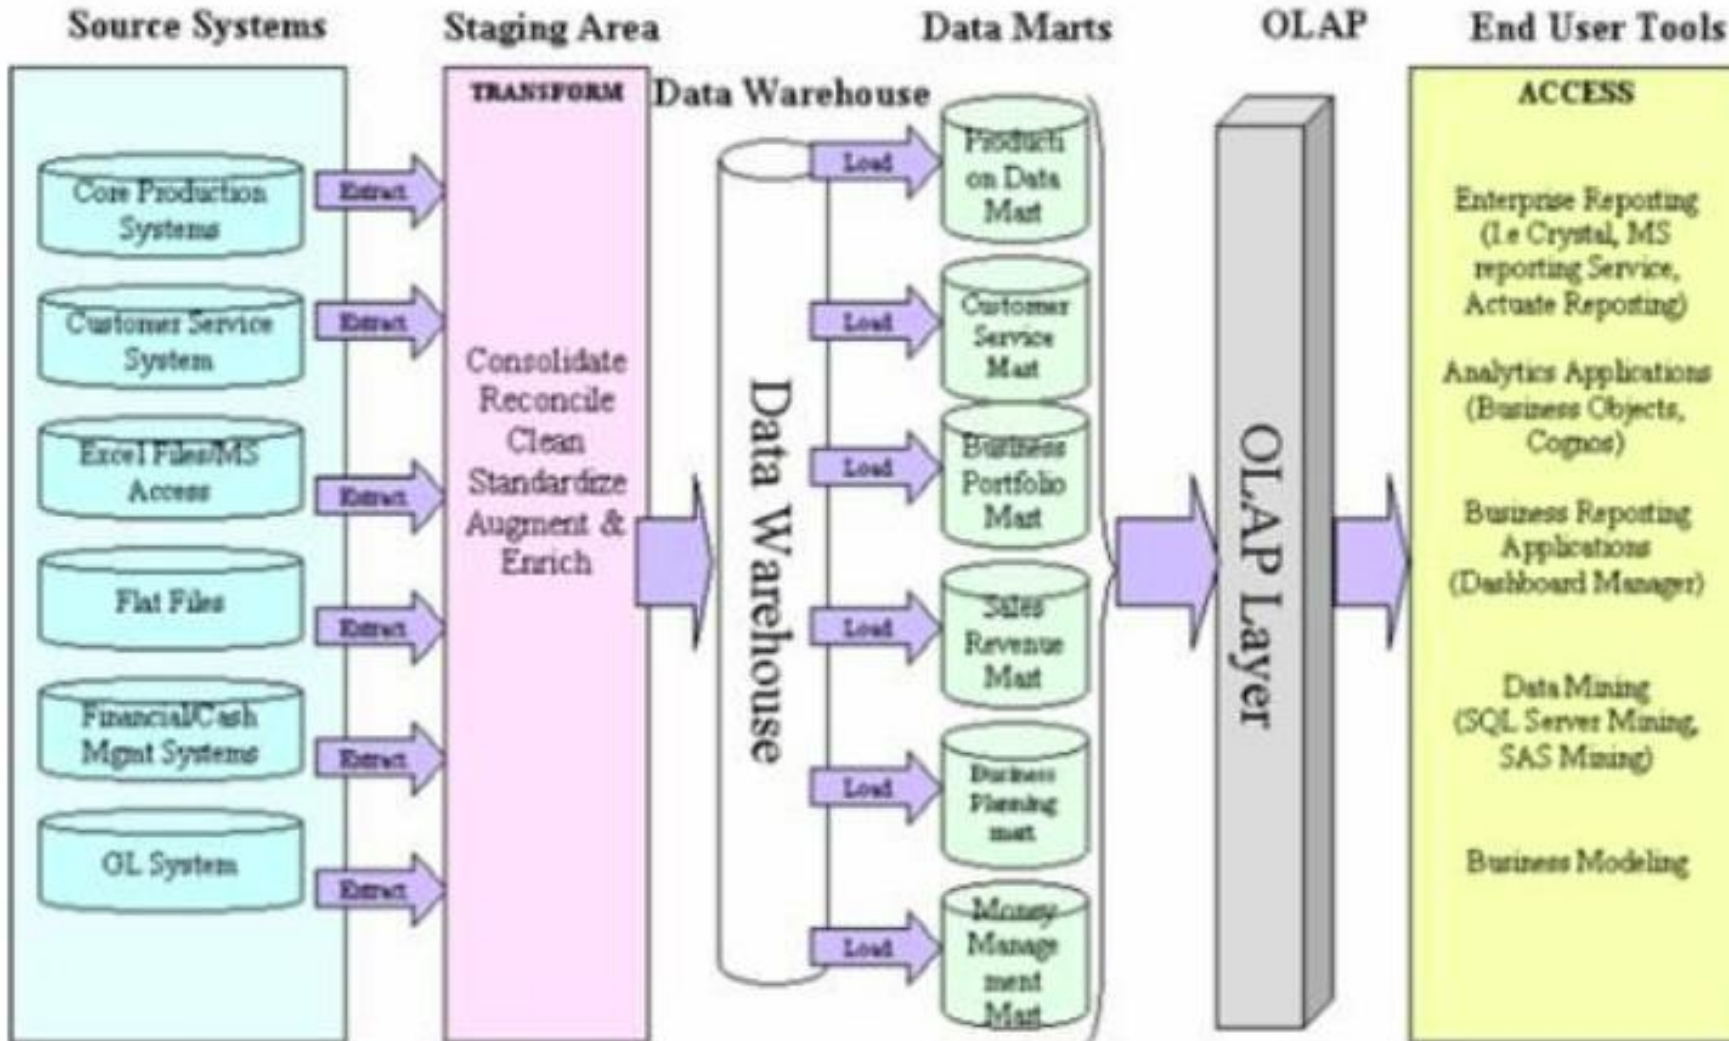 Source Systems
Staging Area
Data Marts
OLAP
End User Tools
Data Warehouse
TRANSFORM
ACCESS
Core Production
Systems
Customer Service
System
Excel Files/MS
Access
Flat Files
Financial/Cash
Mgmt Systems
GL System
Extract
Extract
Extract
Extract
Extract
Extract
Consolidate
Reconcile
Clean
Standardize
Augment &
Enrich
Data Warehouse
Load
Load
Load
Load
Load
Load
Producti
on Data
Mart
Customer
Service
Mart
Business
Portfolio
Mart
Sales
Revenue
Mart
Business
Planning
mart
Money
Manage
ment
Mart
OLAP Layer
Enterprise Reporting
(I.e Crystal, MS
reporting Service,
Actuate Reporting)
Analytics Applications
(Business Objects,
Cognos)
Business Reporting
Applications
(Dashboard Manager)
Data Mining
(SQL Server Mining,
SAS Mining)
Business Modeling